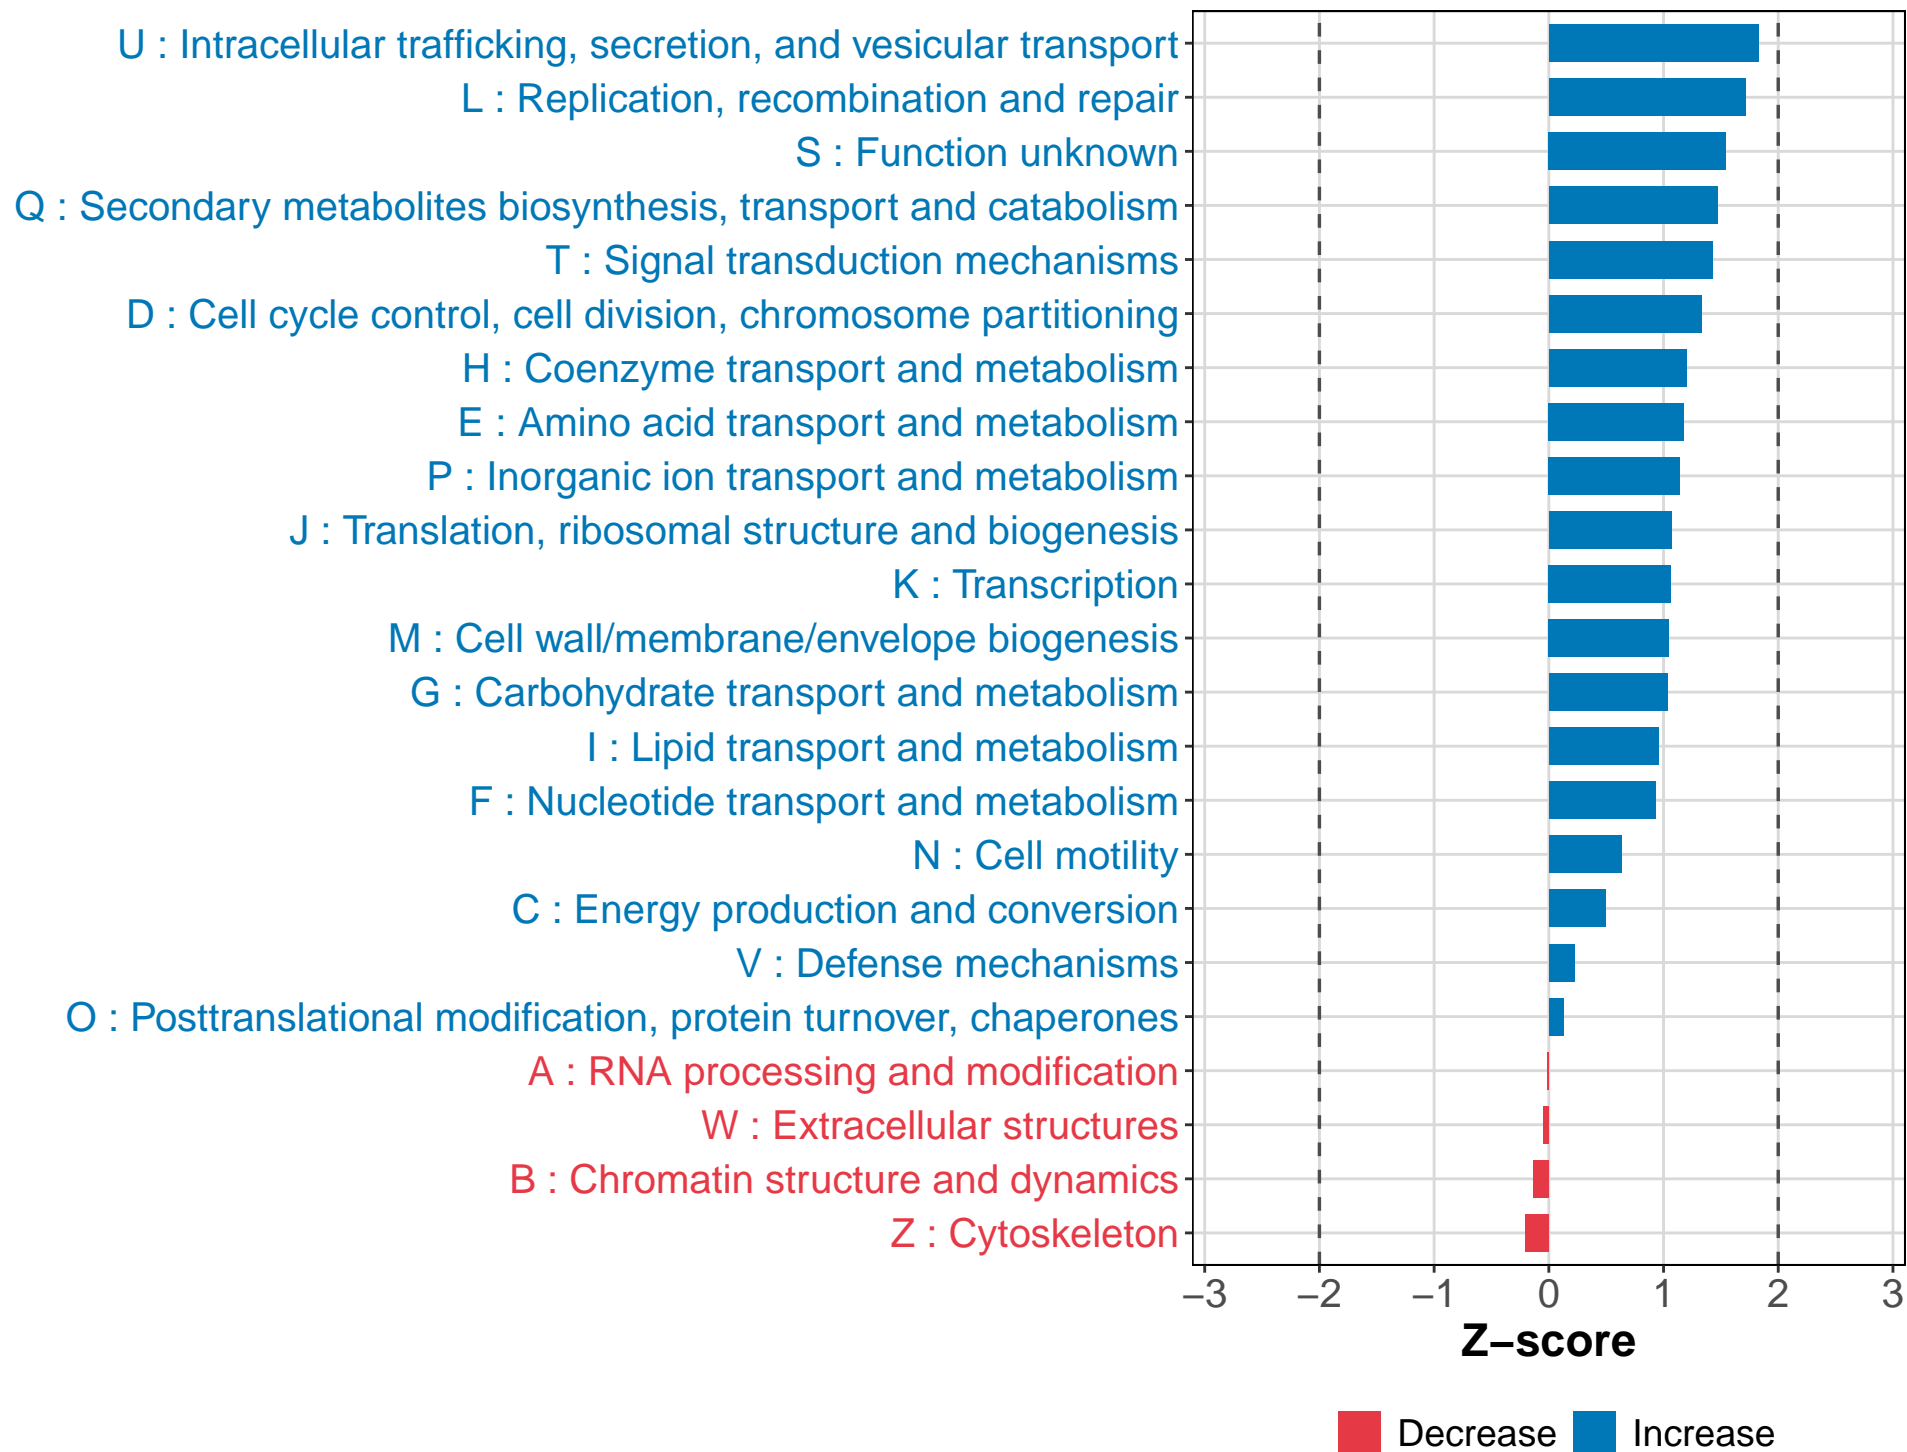 U : Intracellular trafficking, secretion, and vesicular transport
L : Replication, recombination and repair
S : Function unknown
Q : Secondary metabolites biosynthesis, transport and catabolism
T : Signal transduction mechanisms
D : Cell cycle control, cell division, chromosome partitioning
H : Coenzyme transport and metabolism
E : Amino acid transport and metabolism
P : Inorganic ion transport and metabolism
J : Translation, ribosomal structure and biogenesis
K : Transcription
M : Cell wall/membrane/envelope biogenesis
G : Carbohydrate transport and metabolism
I : Lipid transport and metabolism
F : Nucleotide transport and metabolism
N : Cell motility
C : Energy production and conversion
V : Defense mechanisms
O : Posttranslational modification, protein turnover, chaperones
A : RNA processing and modification
W : Extracellular structures
B : Chromatin structure and dynamics
Z : Cytoskeleton
−3 −2 −1 0 1 2 3
Z−score
Decrease Increase